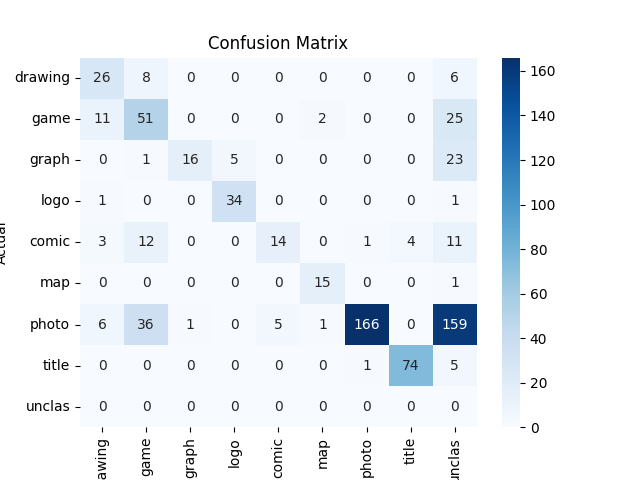 Confusion Matrix
drawing 26 8 0 0 0 0 0 0 6
game 11 51 0 0 0 2 0 0 25
graph 0 1 16 5 0 0 0 0 23
logo 1 0 0 34 0 0 0 0 1
comic 3 12 0 0 14 0 1 4 11
map 0 0 0 0 0 15 0 0 1
photo 6 36 1 0 5 1 166 0 159
title 0 0 0 0 0 0 1 74 5
unclas 0 0 0 0 0 0 0 0 0
awing game graph logo comic map photo title unclas
Actual
160
140
120
100
80
60
40
20
0